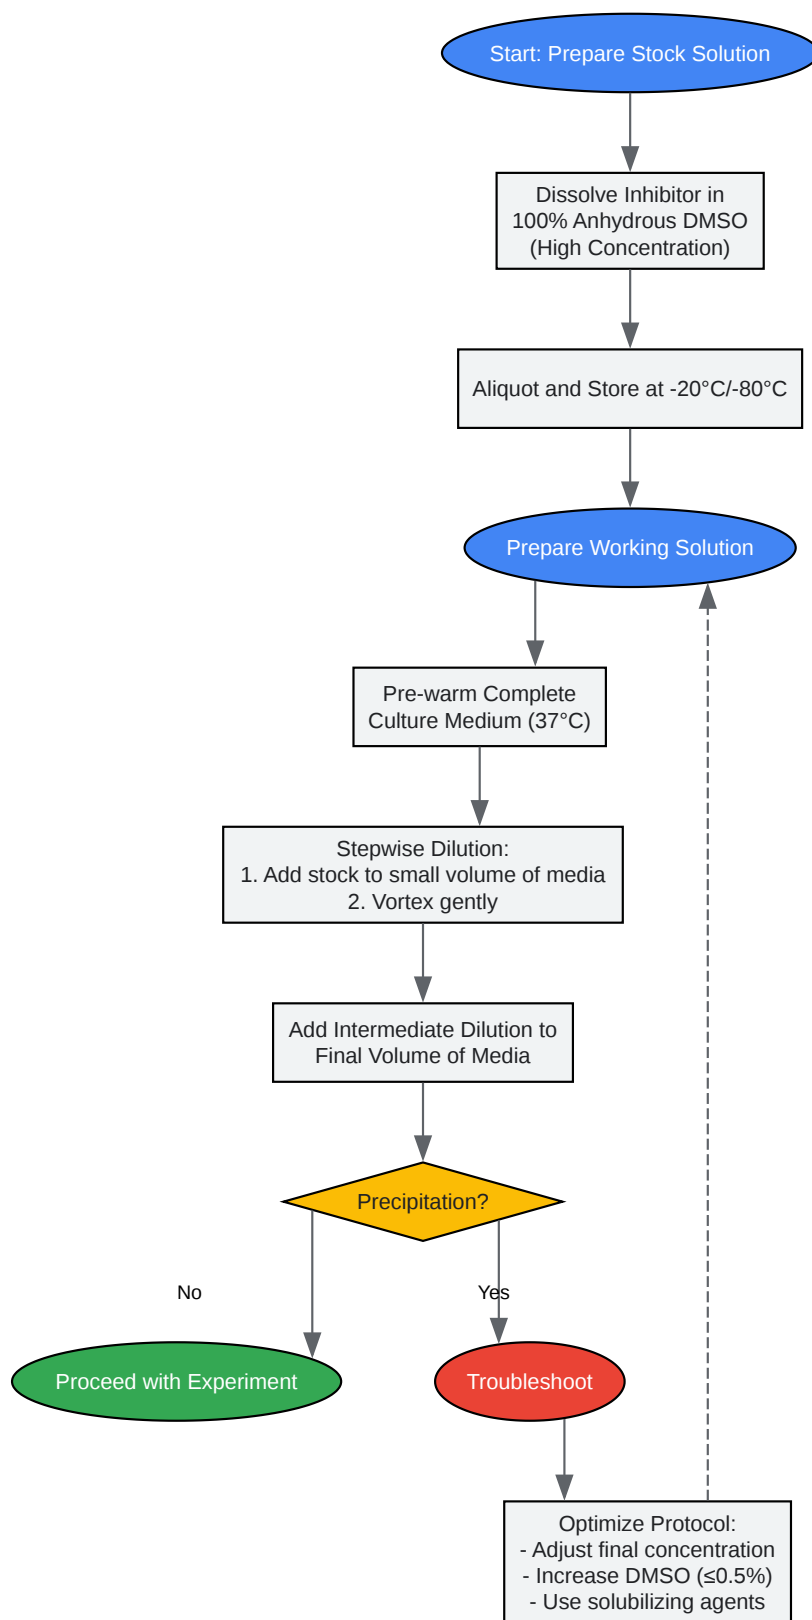 Start: Prepare Stock Solution
Dissolve Inhibitor in
100% Anhydrous DMSO
(High Concentration)
Aliquot and Store at -20°C/-80°C
Prepare Working Solution
Pre-warm Complete
Culture Medium (37°C)
Stepwise Dilution:
1. Add stock to small volume of media
2. Vortex gently
Add Intermediate Dilution to
Final Volume of Media
Precipitation?
No
Yes
Proceed with Experiment
Troubleshoot
Optimize Protocol:
- Adjust final concentration
- Increase DMSO (≤0.5%)
- Use solubilizing agents